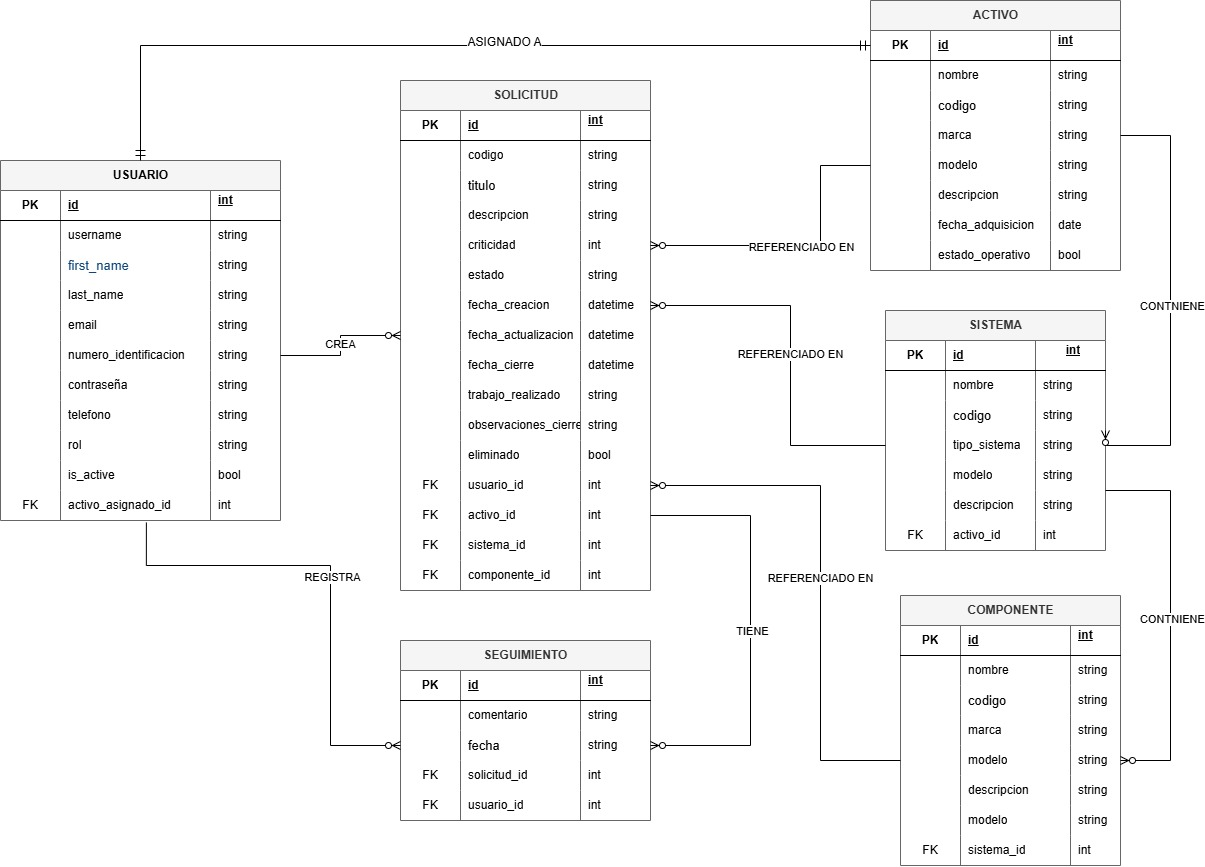 ASIGNADO A
ACTIVO
PK id int
nombre string
codigo string
marca string
modelo string
descripcion string
fecha_adquisicion date
estado_operativo bool
SOLICITUD
PK id int
codigo string
titulo string
descripcion string
criticidad int
estado string
fecha_creacion datetime
fecha_actualizacion datetime
fecha_cierre datetime
trabajo_realizado string
observaciones_cierre string
eliminado bool
FK usuario_id int
FK activo_id int
FK sistema_id int
FK componente_id int
USUARIO
PK id int
username string
first_name string
last_name string
email string
numero_identificacion string
contraseña string
telefono string
rol string
is_active bool
FK activo_asignado_id int
CREA
REFERENCIADO EN
REFERENCIADO EN
CONTNIENE
SISTEMA
PK id int
nombre string
codigo string
tipo_sistema string
modelo string
descripcion string
FK activo_id int
REGISTRA
REFERENCIADO EN
TIENE
CONTNIENE
COMPONENTE
PK id int
nombre string
codigo string
marca string
modelo string
descripcion string
modelo string
FK sistema_id int
SEGUIMIENTO
PK id int
comentario string
fecha string
FK solicitud_id int
FK usuario_id int